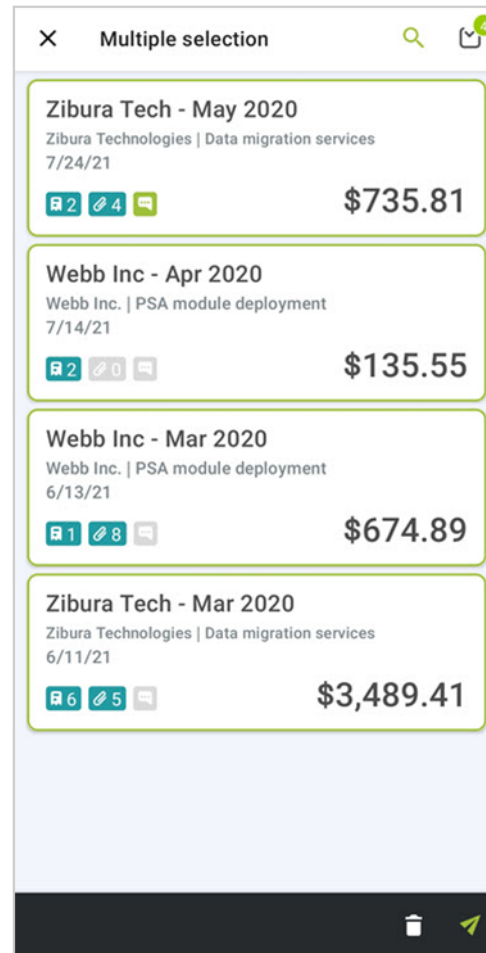 Multiple selection
4
Zibura Tech - May 2020
Zibura Technologies | Data migration services
7/24/21
2 4
$735.81
Webb Inc - Apr 2020
Webb Inc. | PSA module deployment
7/14/21
2 0
$135.55
Webb Inc - Mar 2020
Webb Inc. | PSA module deployment
6/13/21
1 8
$674.89
Zibura Tech - Mar 2020
Zibura Technologies | Data migration services
6/11/21
6 5
$3,489.41